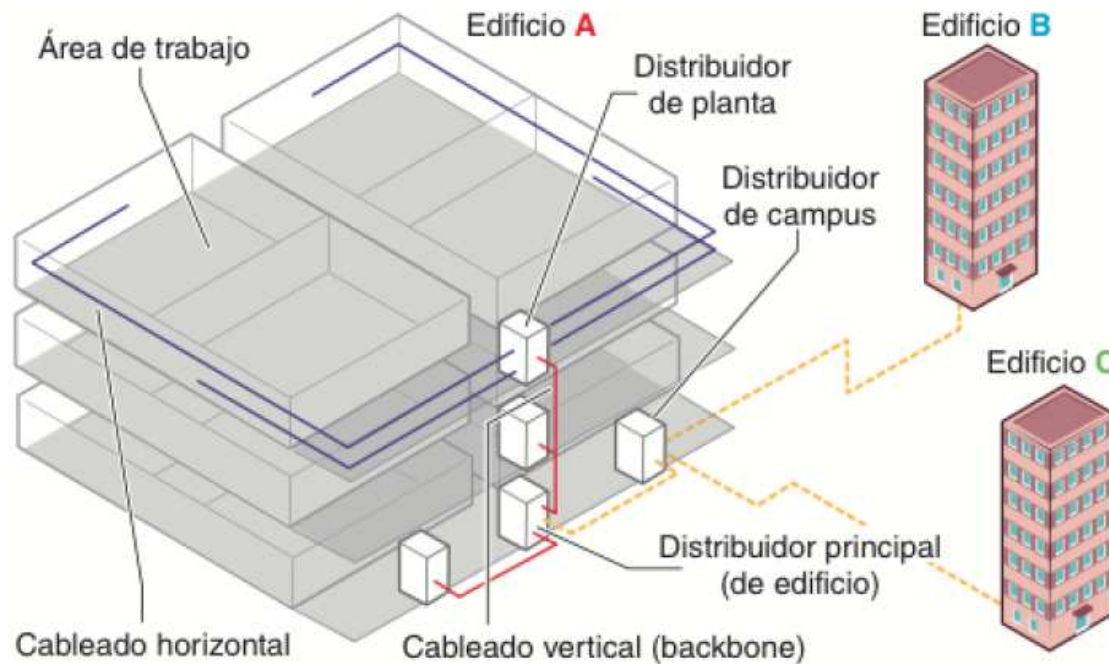 Edificio A
Edificio B
Área de trabajo
Distribuidor
de planta
Distribuidor
de campus
Edificio C
Distribuidor principal
(de edificio)
Cableado horizontal
Cableado vertical (backbone)